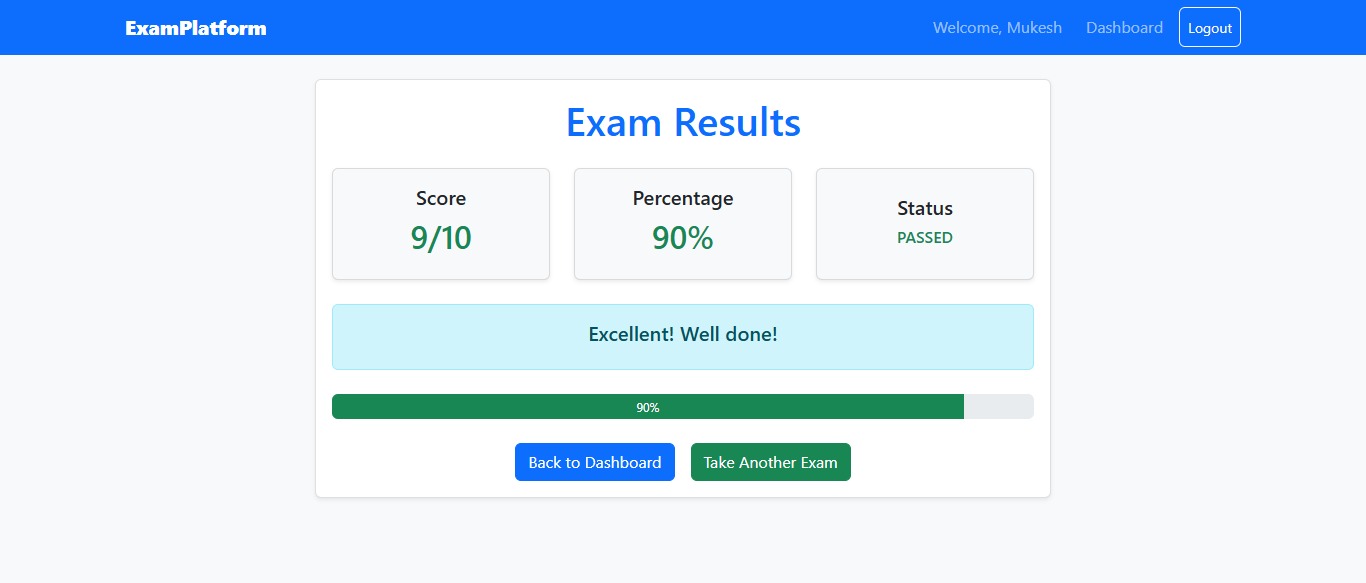 ExamPlatform
Welcome, Mukesh
Dashboard
Logout
Exam Results
Score
9/10
Percentage
90%
Status
PASSED
Excellent! Well done!
90%
Back to Dashboard
Take Another Exam